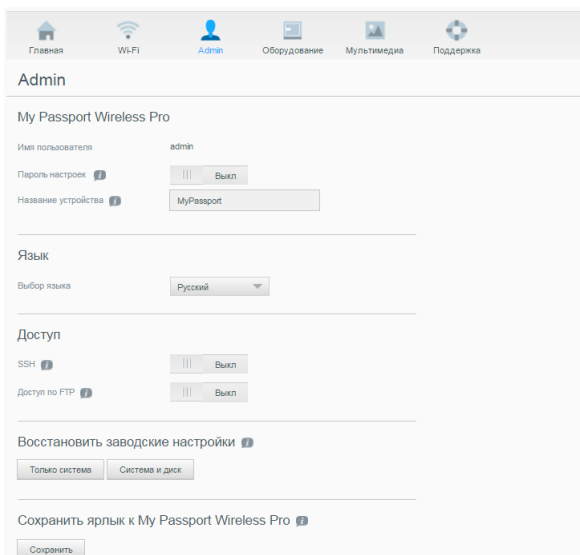 Главная Wi-Fi Admin Оборудование Мультимедиа Поддержка
Admin
My Passport Wireless Pro
Имя пользователя admin
Пароль настроек i Выкл
Название устройства i MyPassport
Язык
Выбор языка Русский
Доступ
SSH i Выкл
Доступ по FTP i Выкл
Восстановить заводские настройки i
Только система Система и диск
Сохранить ярлык к My Passport Wireless Pro i
Сохранить